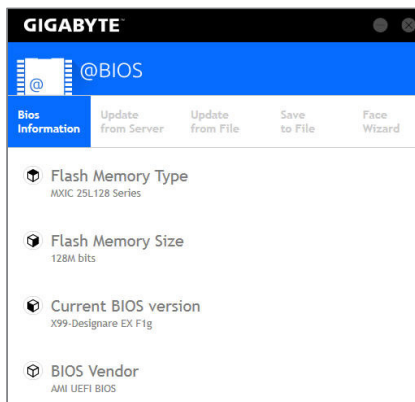 GIGABYTE™
@
@BIOS
Bios Information
Update from Server
Update from File
Save to File
Face Wizard
Flash Memory Type
MXIC 25L128 Series
Flash Memory Size
128M bits
Current BIOS version
X99-Designare EX F1g
BIOS Vendor
AMI UEFI BIOS